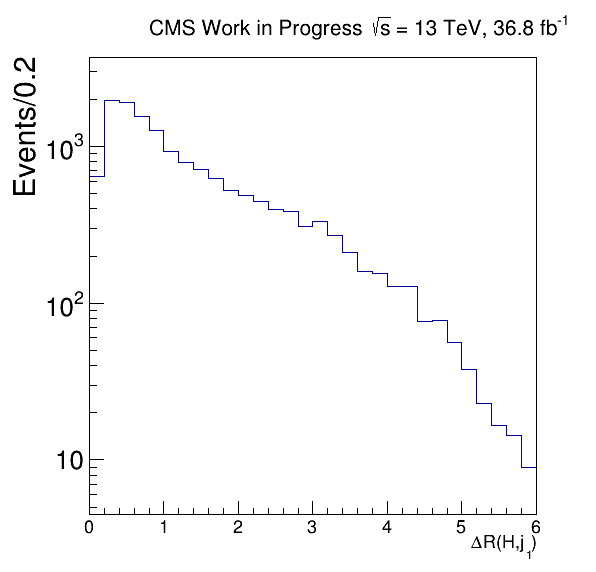 CMS Work in Progress √s = 13 TeV, 36.8 fb⁻¹
Events/0.2
10³
10²
10
0 1 2 3 4 5 6
ΔR(H,j₁)